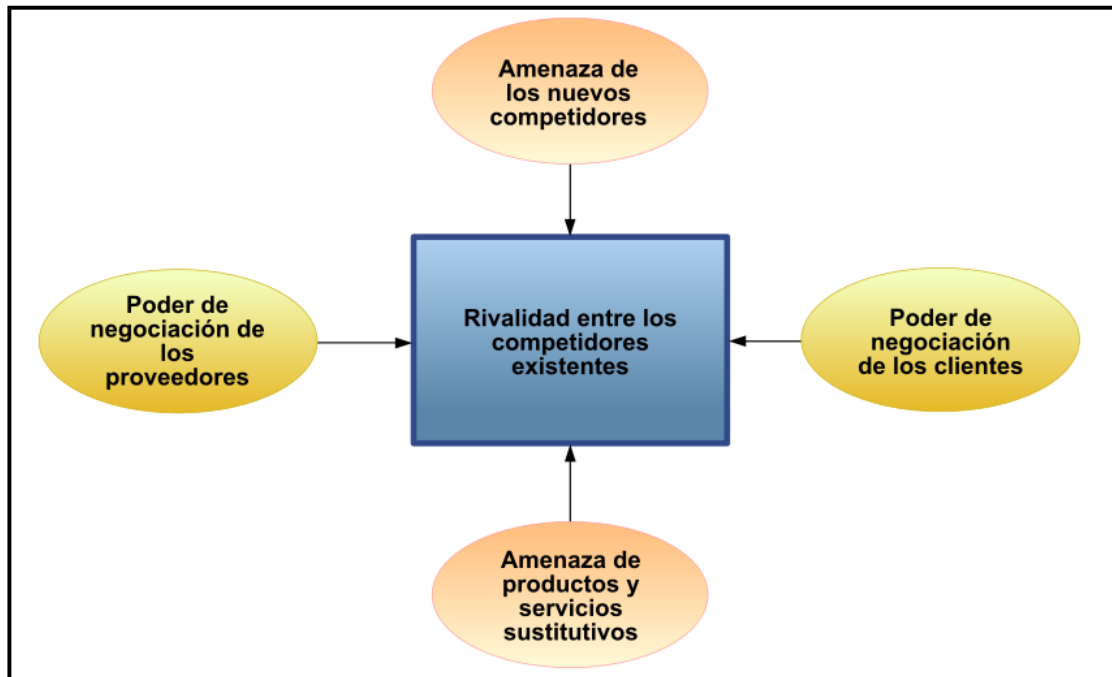 Amenaza de
los nuevos
competidores
Poder de
negociación de
los
proveedores
Rivalidad entre los
competidores
existentes
Poder de
negociación
de los clientes
Amenaza de
productos y
servicios
sustitutivos